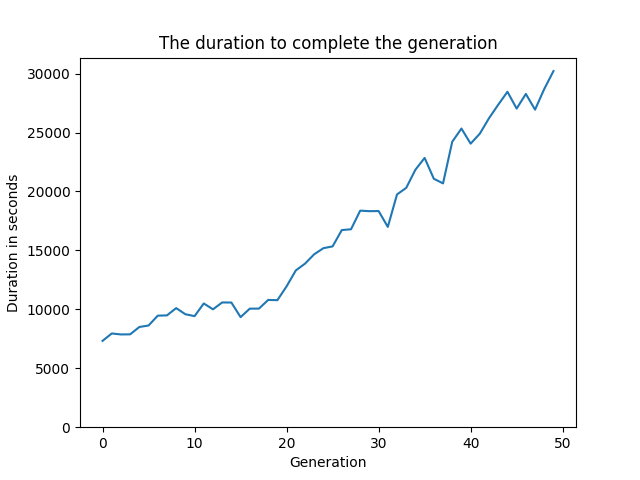 The duration to complete the generation
30000
25000
20000
15000
10000
5000
0
Duration in seconds
0 10 20 30 40 50
Generation